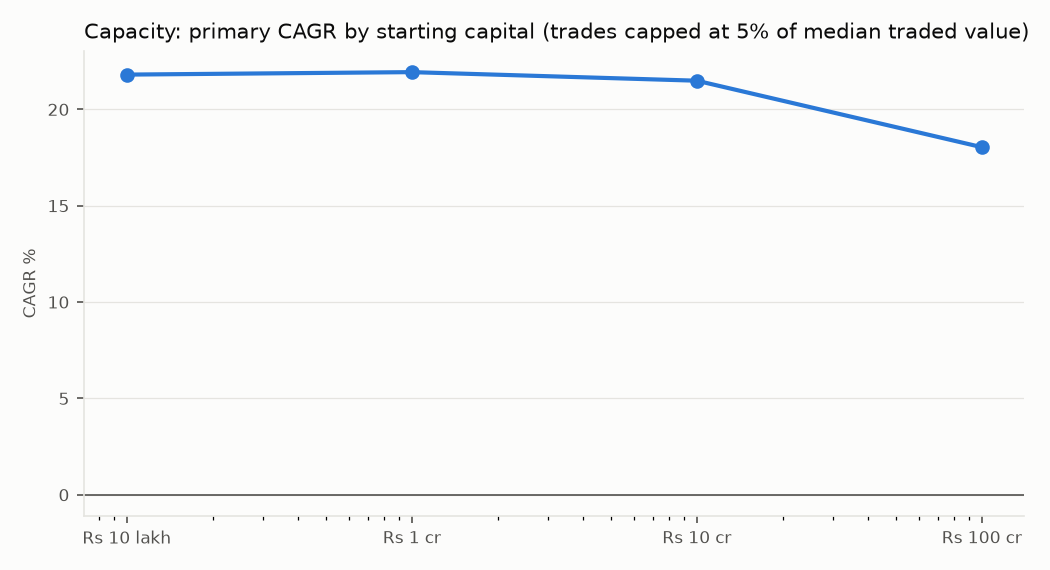 Capacity: primary CAGR by starting capital (trades capped at 5% of median traded value)
CAGR %
20
15
10
5
0
Rs 10 lakh
Rs 1 cr
Rs 10 cr
Rs 100 cr